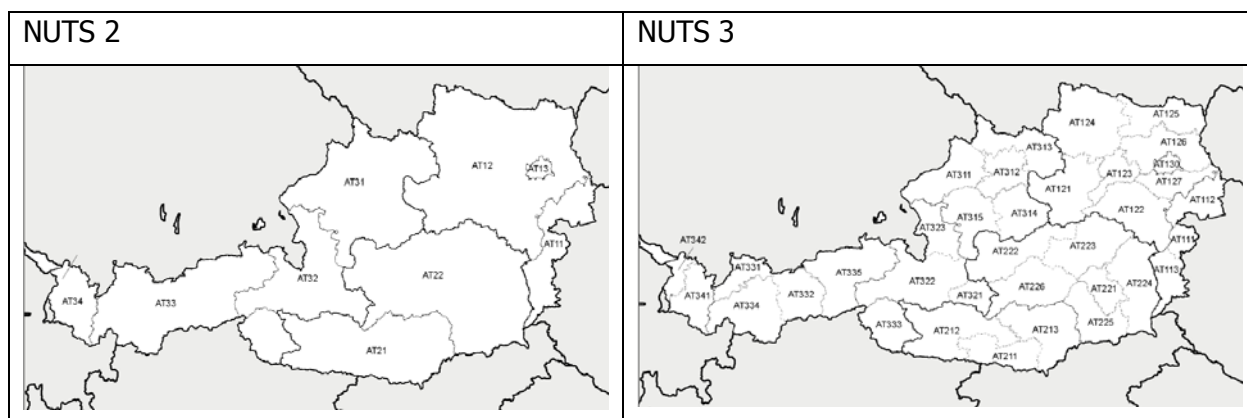 NUTS 2
NUTS 3
AT12
AT13
AT31
AT11
AT32
AT22
AT34
AT33
AT21
AT125
AT124
AT126
AT313
AT130
AT312
AT311
AT123
AT127
AT121
AT112
AT122
AT314
AT315
AT323
AT342
AT111
AT223
AT222
AT331
AT113
AT335
AT322
AT224
AT226
AT221
AT341
AT332
AT321
AT334
AT333
AT212
AT213
AT225
AT211